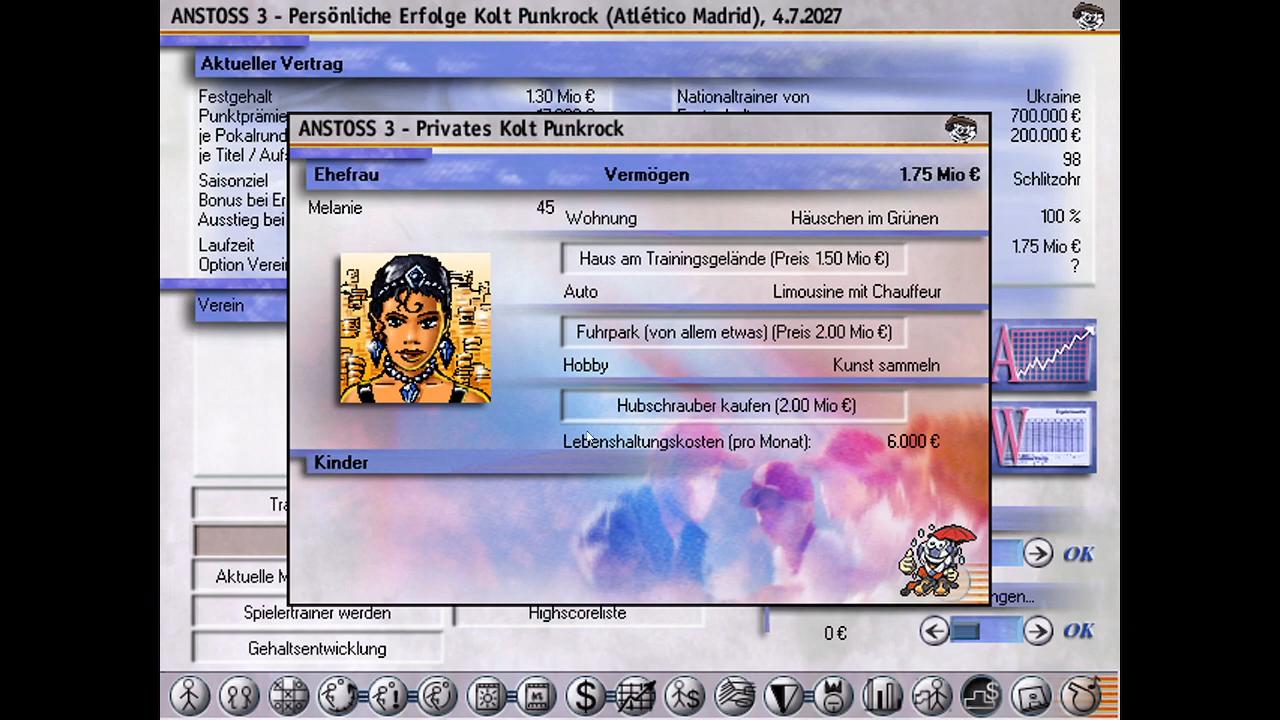 ANSTOSS 3 - Persönliche Erfolge Kolt Punkrock (Atlético Madrid), 4.7.2027
Aktueller Vertrag
Festgehalt 1.30 Mio € Nationaltrainer von Ukraine
Punktprämie 700.000 €
je Pokalrund 200.000 €
je Titel / Auf 98
Saisonziel Schlitzohr
Bonus bei Er
Ausstieg bei 100 %
Laufzeit 1.75 Mio €
Option Verein ?
Verein
ANSTOSS 3 - Privates Kolt Punkrock
Ehefrau Vermögen 1.75 Mio €
Melanie 45
Wohnung Häuschen im Grünen
Haus am Trainingsgelände (Preis 1.50 Mio €)
Auto Limousine mit Chauffeur
Fuhrpark (von allem etwas) (Preis 2.00 Mio €)
Hobby Kunst sammeln
Hubschrauber kaufen (2.00 Mio €)
Lebenshaltungskosten (pro Monat): 6.000 €
Kinder
A
W
Tra
OK
Aktuelle M
ngen...
Spielertrainer werden Highscoreliste
0 € OK
Gehaltsentwicklung